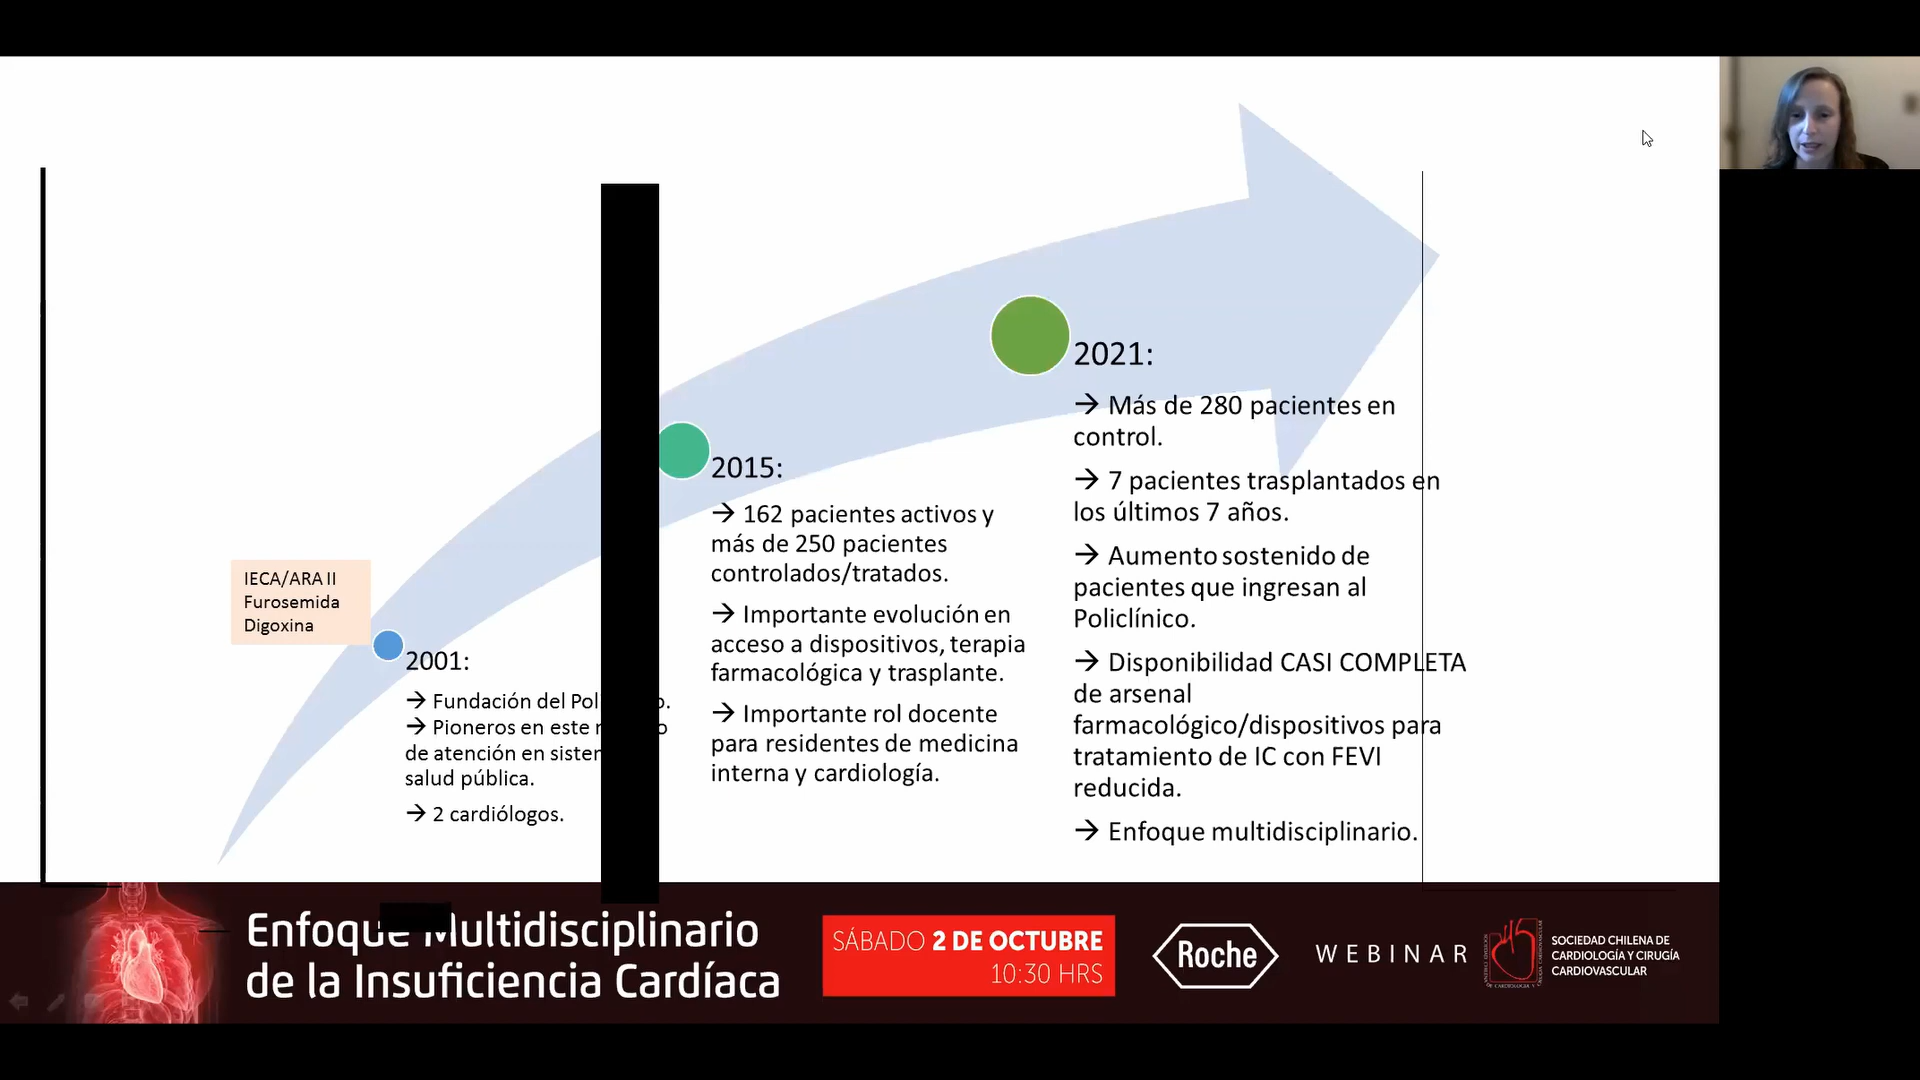 IECA/ARA II
Furosemida
Digoxina
2001:
→ Fundación del
→ Pioneros en este
de atención en
salud pública.
→ 2 cardiólogos.
2015:
→ 162 pacientes activos y
más de 250 pacientes
controlados/tratados.
→ Importante evolución en
acceso a dispositivos, terapia
farmacológica y trasplante.
→ Importante rol docente
para residentes de medicina
interna y cardiología.
2021:
→ Más de 280 pacientes en
control.
→ 7 pacientes trasplantados en
los últimos 7 años.
→ Aumento sostenido de
pacientes que ingresan al
Policlínico.
→ Disponibilidad CASI COMPLETA
de arsenal
farmacológico/dispositivos para
tratamiento de IC con FEVI
reducida.
→ Enfoque multidisciplinario.
Enfoque Multidisciplinario
de la Insuficiencia Cardíaca
SÁBADO 2 DE OCTUBRE
10:30 HRS
Roche
WEBINAR
SOCIEDAD CHILENA DE
CARDIOLOGÍA Y CIRUGÍA
CARDIOVASCULAR